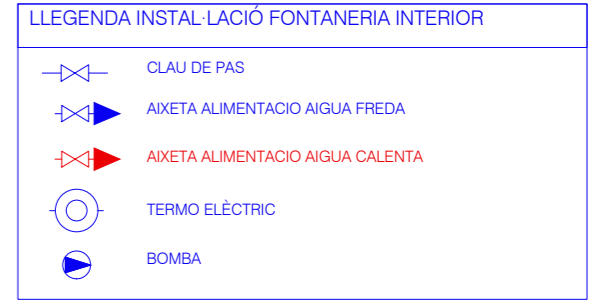 LLEGENDA INSTAL·LACIÓ FONTANERIA INTERIOR
CLAU DE PAS
AIXETA ALIMENTACIO AIGUA FREDA
AIXETA ALIMENTACIO AIGUA CALENTA
TERMO ELÈCTRIC
BOMBA